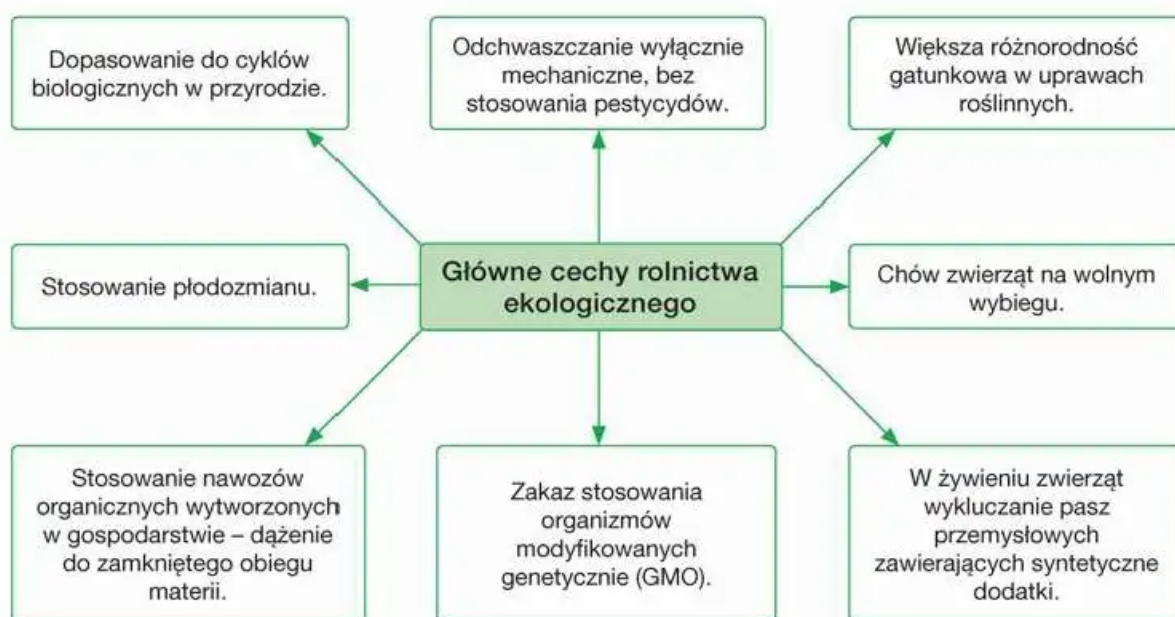 Dopasowanie do cyklów
biologicznych w przyrodzie.
Odchwaszczanie wyłącznie
mechaniczne, bez
stosowania pestycydów.
Większa różnorodność
gatunkowa w uprawach
roślinnych.
Stosowanie płodozmianu.
Główne cechy rolnictwa
ekologicznego
Chów zwierząt na wolnym
wybiegu.
Stosowanie nawozów
organicznych wytworzonych
w gospodarstwie – dążenie
do zamkniętego obiegu
materii.
Zakaz stosowania
organizmów
modyfikowanych
genetycznie (GMO).
W żywieniu zwierząt
wykluczanie pasz
przemysłowych
zawierających syntetyczne
dodatki.